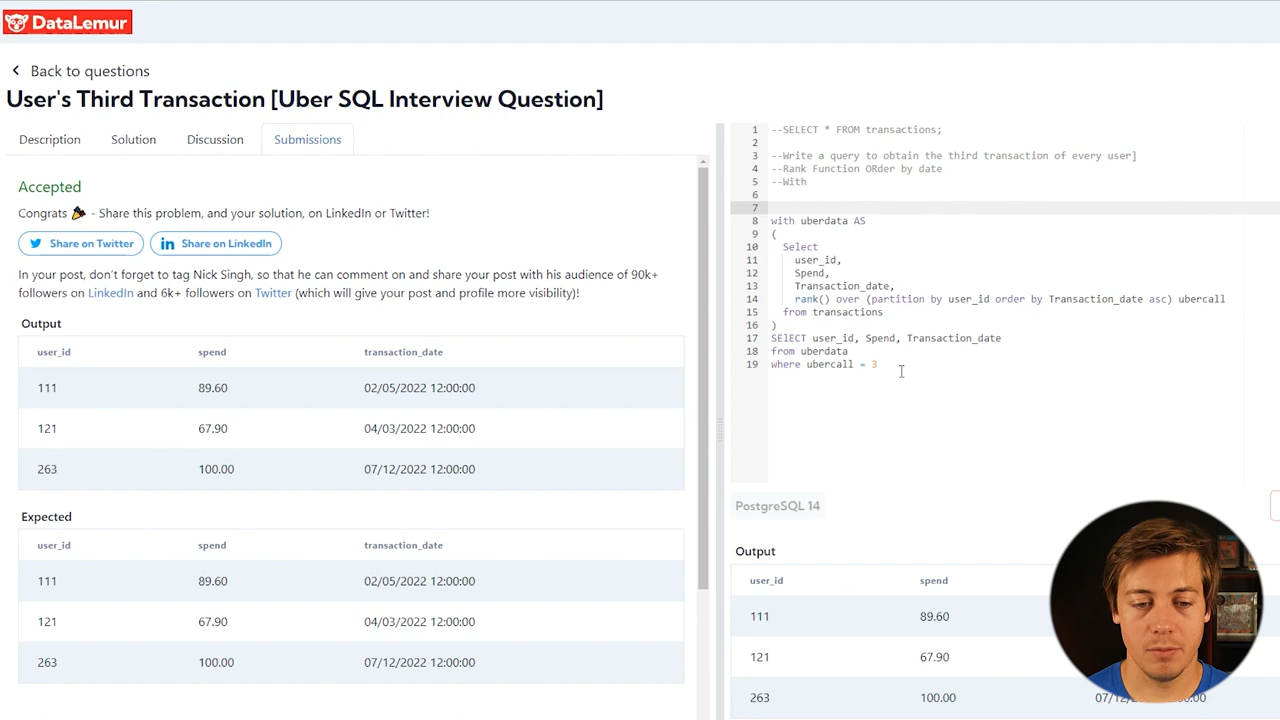 DataLemur
Back to questions
User's Third Transaction [Uber SQL Interview Question]
Description Solution Discussion Submissions
Accepted
Congrats 🎉 - Share this problem, and your solution, on LinkedIn or Twitter!
Share on Twitter Share on LinkedIn
In your post, don't forget to tag Nick Singh, so that he can comment on and share your post with his audience of 90k+
followers on LinkedIn and 6k+ followers on Twitter (which will give your post and profile more visibility)!
Output
user_id spend transaction_date
111 89.60 02/05/2022 12:00:00
121 67.90 04/03/2022 12:00:00
263 100.00 07/12/2022 12:00:00
Expected
user_id spend transaction_date
111 89.60 02/05/2022 12:00:00
121 67.90 04/03/2022 12:00:00
263 100.00 07/12/2022 12:00:00
1 --SELECT * FROM transactions;
2
3 --Write a query to obtain the third transaction of every user]
4 --Rank Function ORder by date
5 --With
6
7
8 with uberdata AS
9 (
10 Select
11 user_id,
12 Spend,
13 Transaction_date,
14 rank() over (partition by user_id order by Transaction_date asc) ubercall
15 from transactions
16 )
17 SElECT user_id, Spend, Transaction_date
18 from uberdata
19 where ubercall = 3
PostgreSQL 14
Output
user_id spend
111 89.60
121 67.90
263 100.00